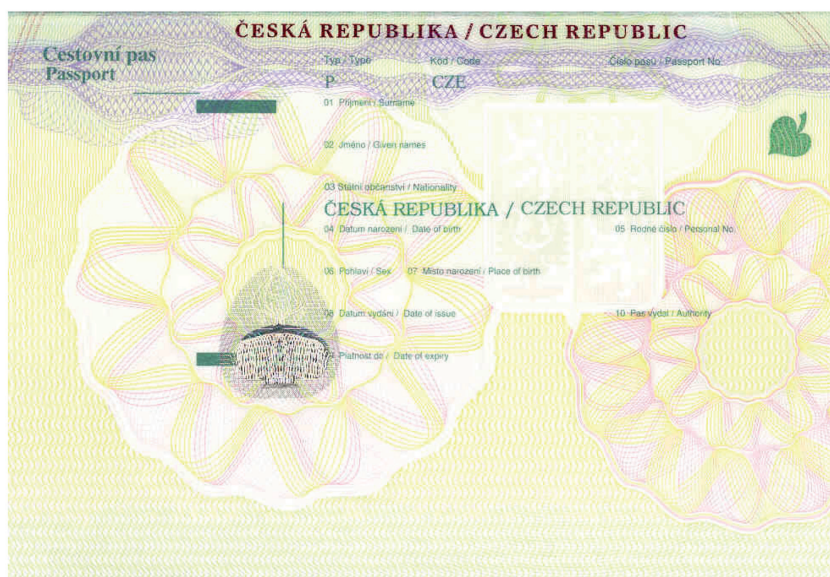 ČESKÁ REPUBLIKA / CZECH REPUBLIC
Cestovní pas
Passport
Typ / Type Kód / Code Číslo pasu / Passport No.
P CZE
01 Příjmení / Surname
02 Jméno / Given names
03 Státní občanství / Nationality
ČESKÁ REPUBLIKA / CZECH REPUBLIC
04 Datum narození / Date of birth 05 Rodné číslo / Personal No.
06 Pohlaví / Sex 07 Místo narození / Place of birth
08 Datum vydání / Date of issue 10 Pas vydal / Authority
Platnost do / Date of expiry